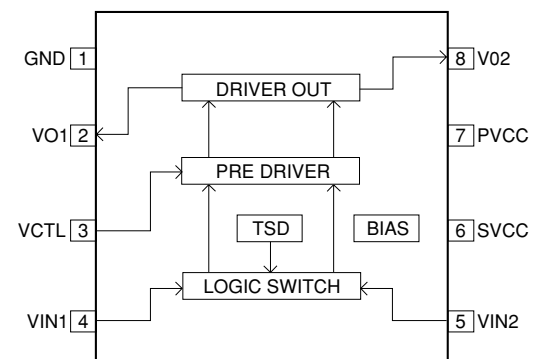 GND 1
8 V02
DRIVER OUT
VO1 2
7 PVCC
PRE DRIVER
VCTL 3
TSD
BIAS
6 SVCC
LOGIC SWITCH
VIN1 4
5 VIN2